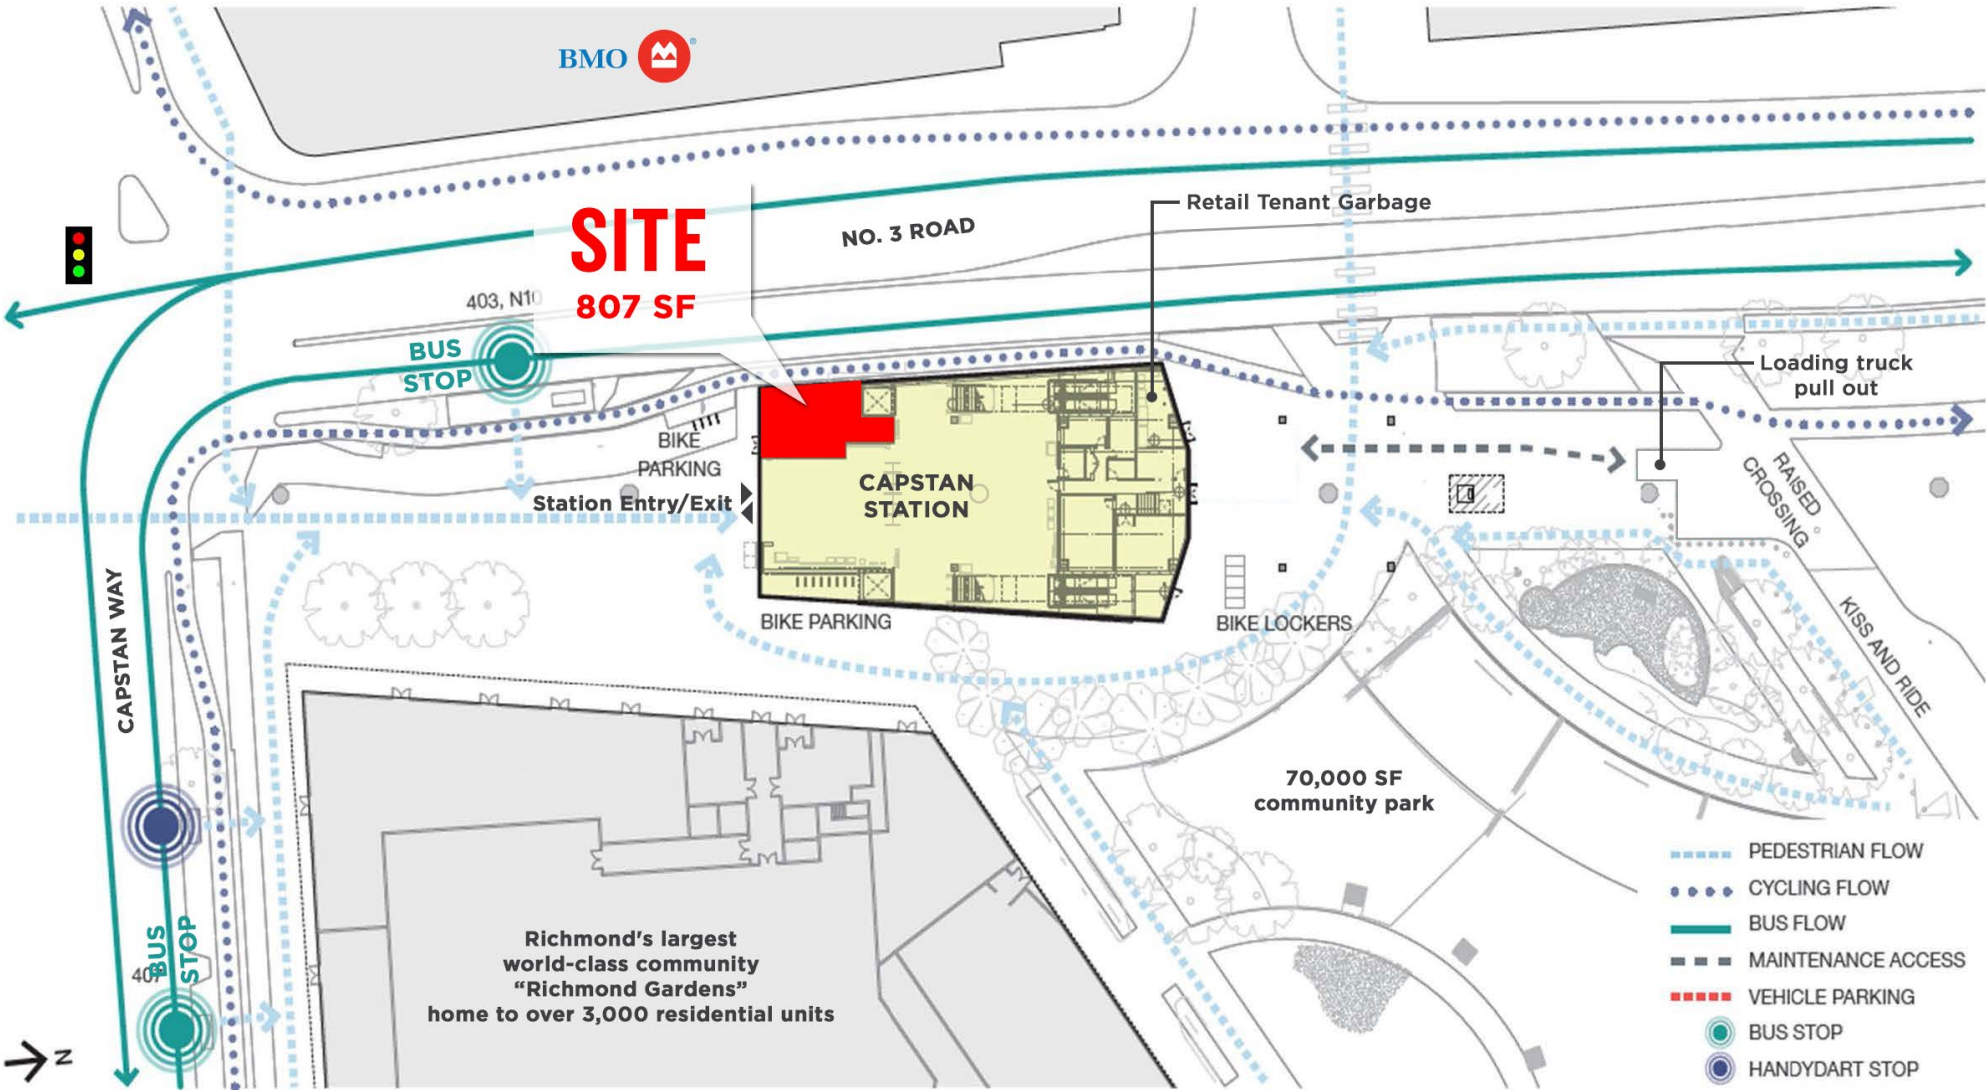 BMO
Retail Tenant Garbage
SITE
807 SF
NO. 3 ROAD
403, N10
BUS
STOP
Loading truck
pull out
BIKE
PARKING
Station Entry/Exit
CAPSTAN
STATION
RAISED
CROSSING
BIKE PARKING
BIKE LOCKERS
KISS AND RIDE
CAPSTAN WAY
70,000 SF
community park
BUS
STOP
Richmond's largest
world-class community
“Richmond Gardens”
home to over 3,000 residential units
PEDESTRIAN FLOW
CYCLING FLOW
BUS FLOW
MAINTENANCE ACCESS
VEHICLE PARKING
BUS STOP
HANDYDART STOP
N